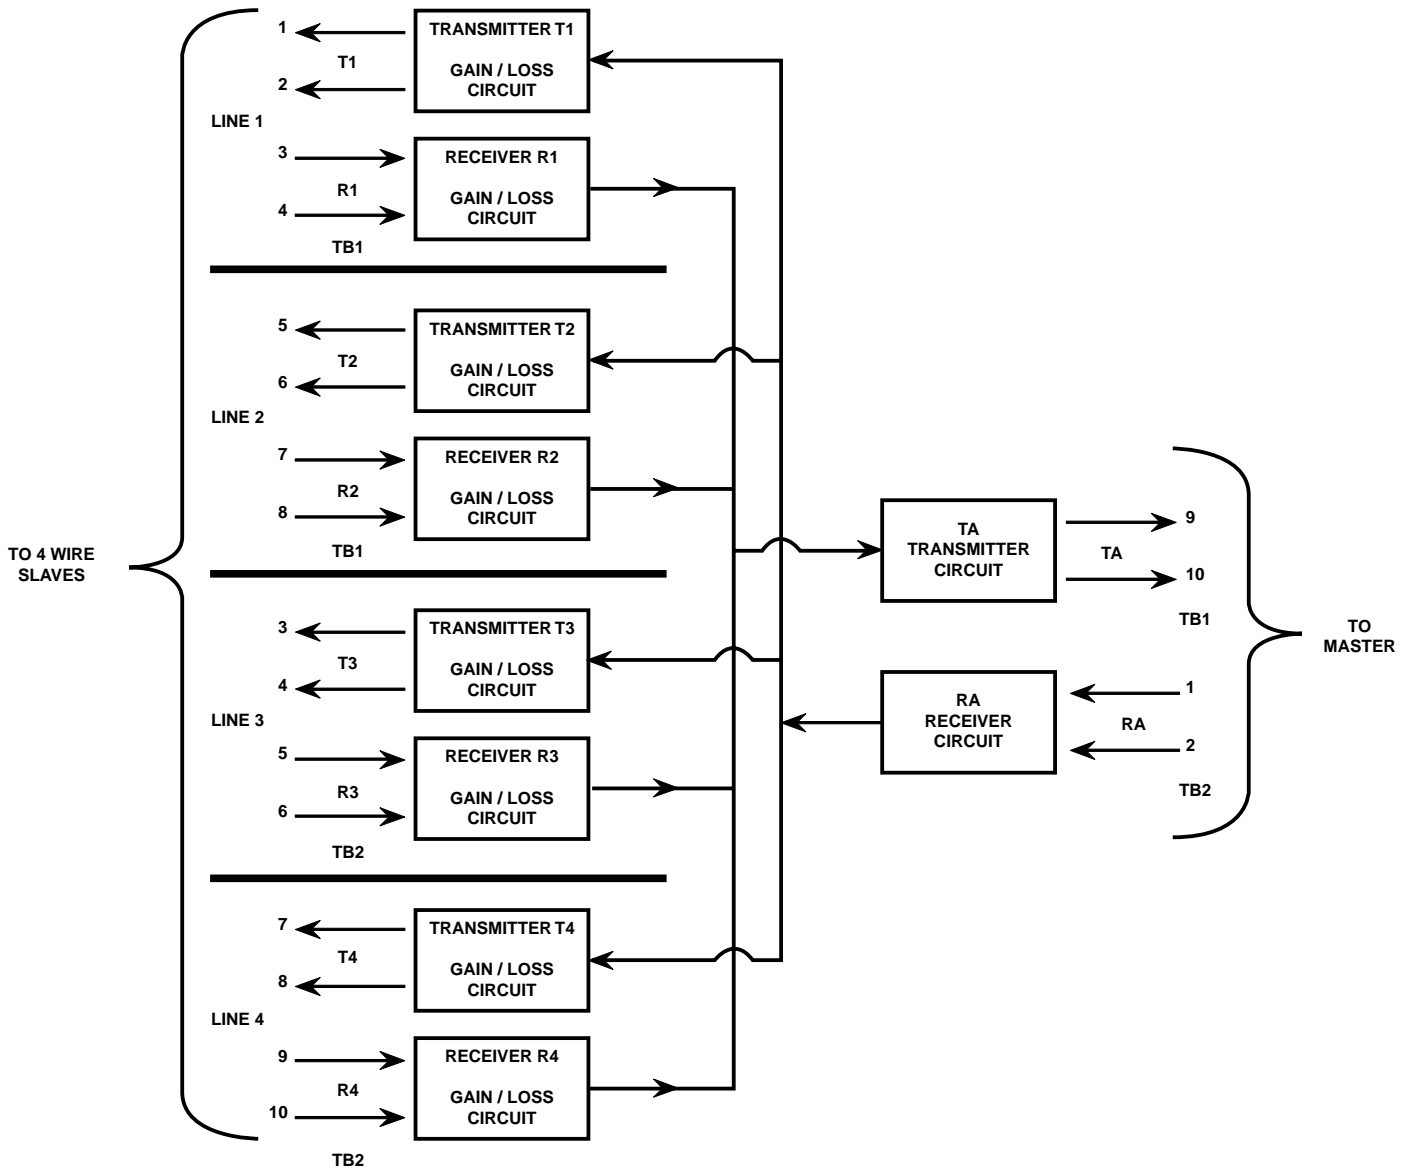 1
TRANSMITTER T1
T1
GAIN / LOSS
CIRCUIT
2
LINE 1
3
RECEIVER R1
R1
GAIN / LOSS
CIRCUIT
4
TB1
5
TRANSMITTER T2
T2
GAIN / LOSS
CIRCUIT
6
LINE 2
7
RECEIVER R2
R2
GAIN / LOSS
CIRCUIT
8
TB1
TO 4 WIRE
SLAVES
3
TRANSMITTER T3
T3
GAIN / LOSS
CIRCUIT
4
LINE 3
5
RECEIVER R3
R3
GAIN / LOSS
CIRCUIT
6
TB2
7
TRANSMITTER T4
T4
GAIN / LOSS
CIRCUIT
8
LINE 4
9
RECEIVER R4
R4
GAIN / LOSS
CIRCUIT
10
TB2
TA
TRANSMITTER
CIRCUIT
9
TA
10
TB1
RA
RECEIVER
CIRCUIT
1
RA
2
TB2
TO
MASTER